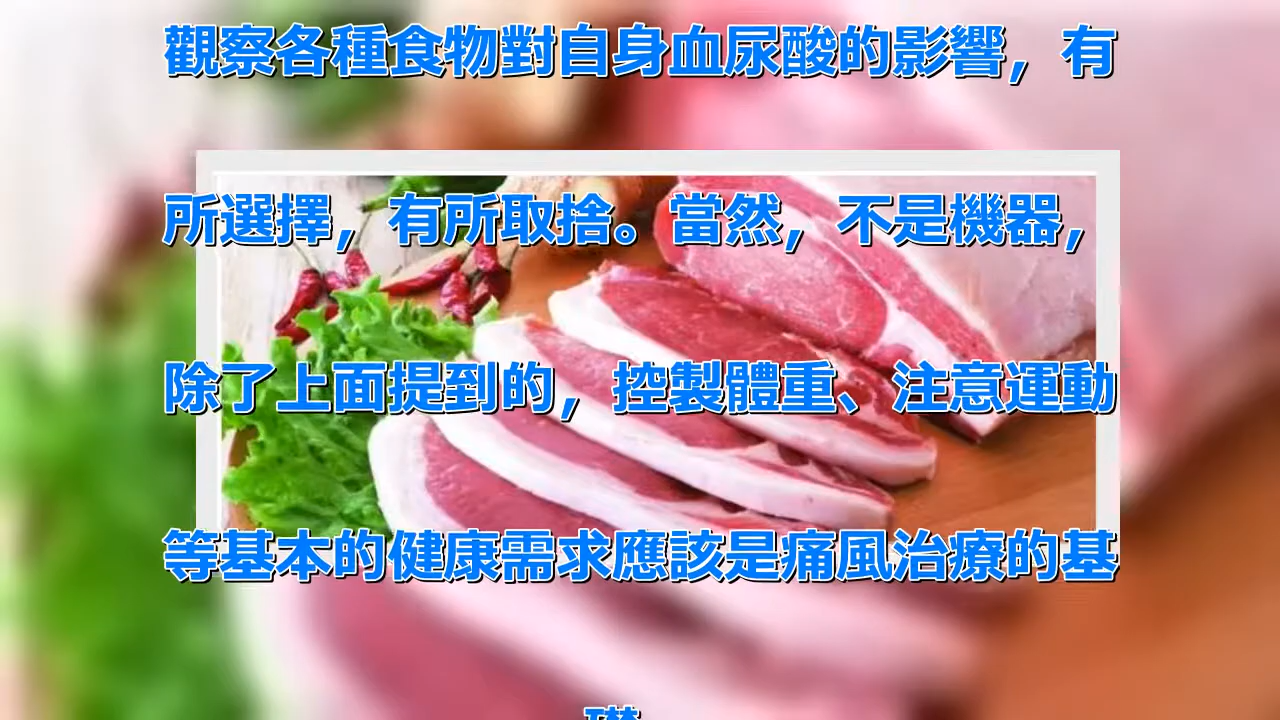 觀察各種食物對自身血尿酸的影響，有
所選擇，有所取捨。當然，不是機器，
除了上面提到的，控製體重、注意運動
等基本的健康需求應該是痛風治療的基